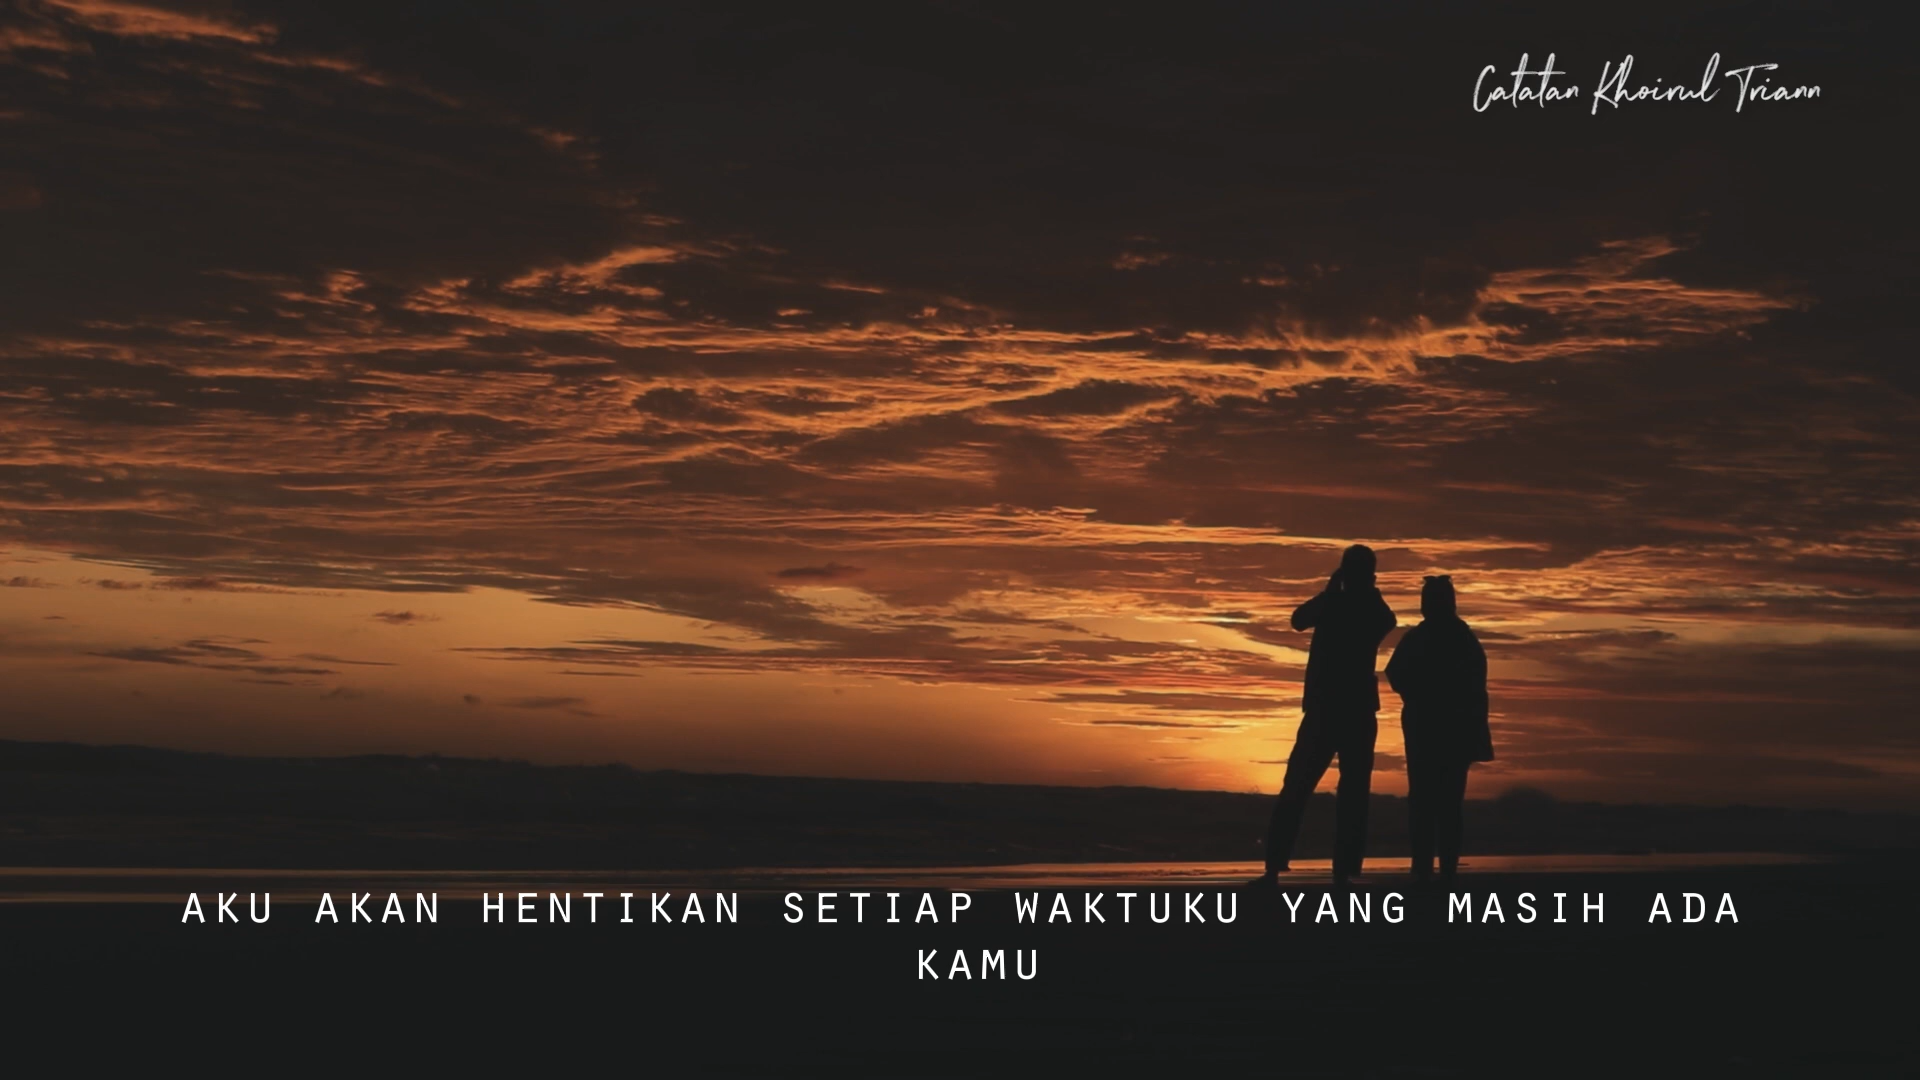 Catatan Khoirul Triann
AKU AKAN HENTIKAN SETIAP WAKTUKU YANG MASIH ADA
KAMU